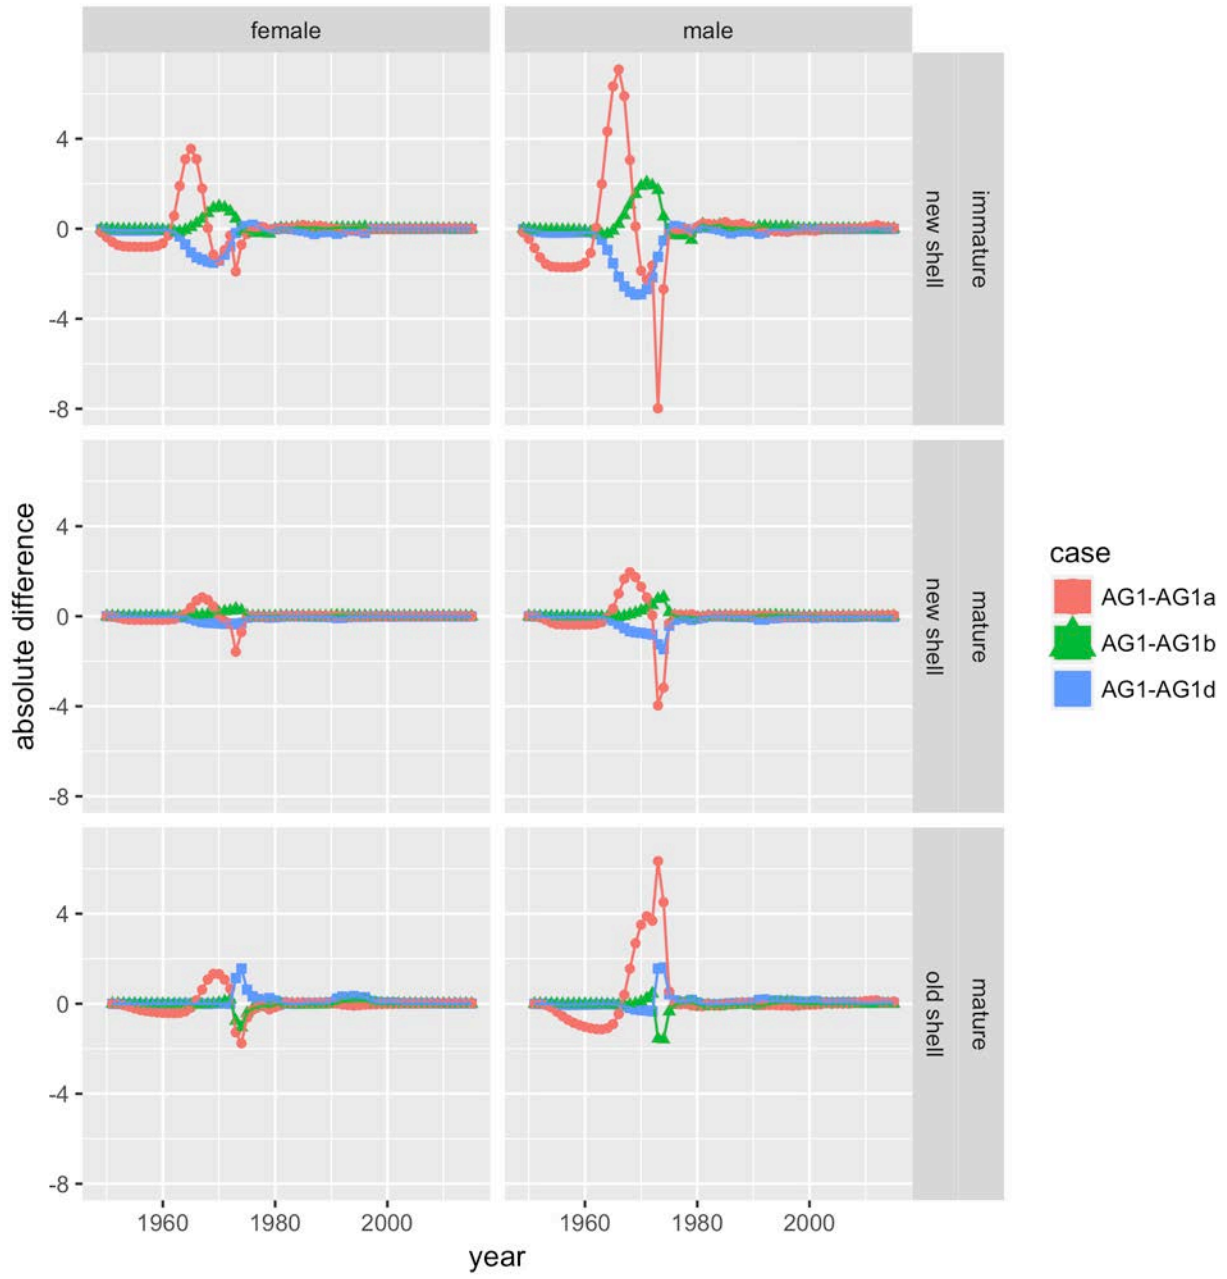 female
male
4
0
-4
-8
new shell
immature
4
0
-4
-8
new shell
mature
4
0
-4
-8
old shell
mature
absolute difference
1960
1980
2000
1960
1980
2000
year
case
AG1-AG1a
AG1-AG1b
AG1-AG1d